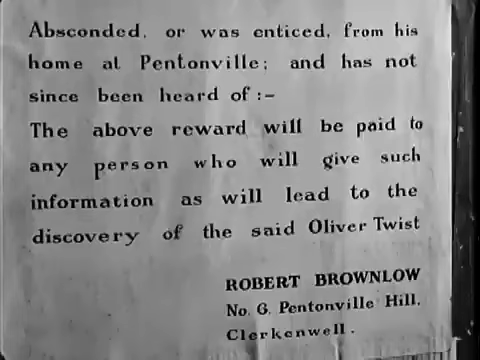 Absconded, or was enticed, from his
home at Pentonville; and has not
since been heard of :-
The above reward will be paid to
any person who will give such
information as will lead to the
discovery of the said Oliver Twist
ROBERT BROWNLOW
No. 6. Pentonville Hill.
Clerkenwell.